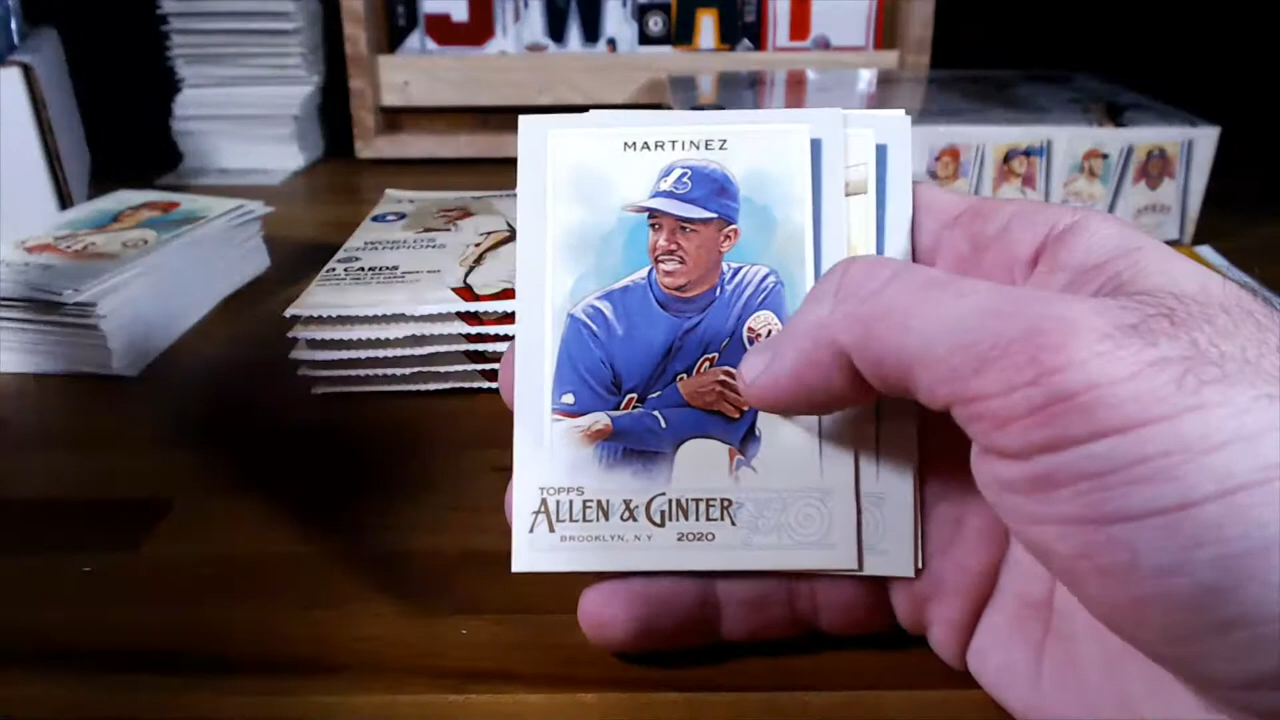 MARTINEZ
TOPPS
ALLEN & GINTER
BROOKLYN, N.Y. 2020
WORLD'S
CHAMPIONS
8 CARDS